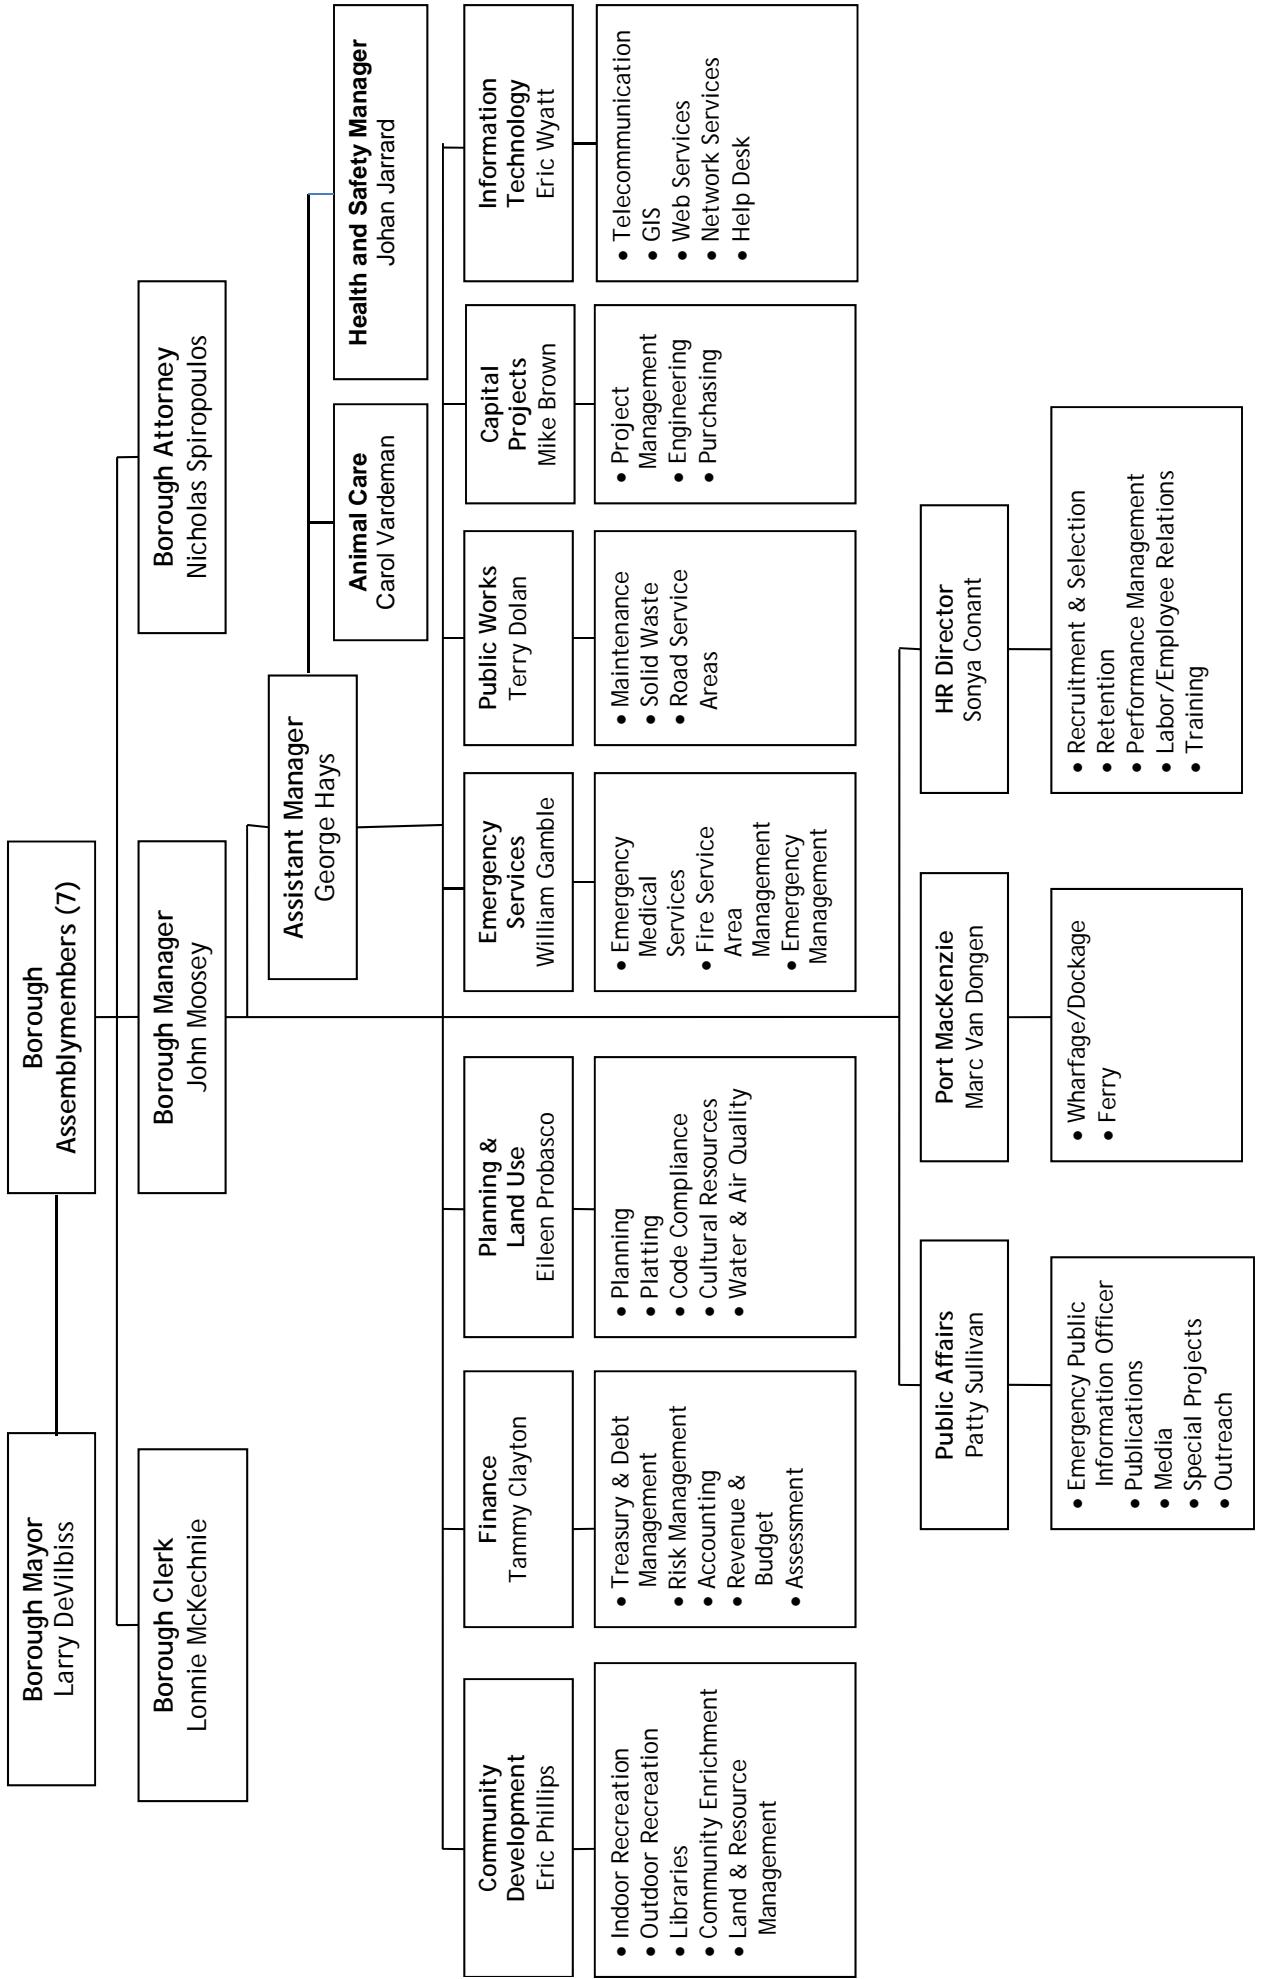 Borough Mayor
Larry DeVilbiss
Borough
Assemblymembers (7)
Borough Clerk
Lonnie McKechnie
Borough Manager
John Moosey
Borough Attorney
Nicholas Spiropoulos
Assistant Manager
George Hays
Animal Care
Carol Vardeman
Health and Safety Manager
Johan Jarrard
Community
Development
Eric Phillips
Finance
Tammy Clayton
Planning &
Land Use
Eileen Probasco
Emergency
Services
William Gamble
Public Works
Terry Dolan
Capital
Projects
Mike Brown
Information
Technology
Eric Wyatt
• Indoor Recreation
• Outdoor Recreation
• Libraries
• Community Enrichment
• Land & Resource
Management
• Treasury & Debt
Management
• Risk Management
• Accounting
• Revenue &
Budget
• Assessment
• Planning
• Platting
• Code Compliance
• Cultural Resources
• Water & Air Quality
• Emergency
Medical
Services
• Fire Service
Area
Management
• Emergency
Management
• Maintenance
• Solid Waste
• Road Service
Areas
• Project
Management
• Engineering
• Purchasing
• Telecommunication
• GIS
• Web Services
• Network Services
• Help Desk
Public Affairs
Patty Sullivan
Port MacKenzie
Marc Van Dongen
HR Director
Sonya Conant
• Emergency Public
Information Officer
• Publications
• Media
• Special Projects
• Outreach
• Wharfage/Dockage
• Ferry
• Recruitment & Selection
• Retention
• Performance Management
• Labor/Employee Relations
• Training